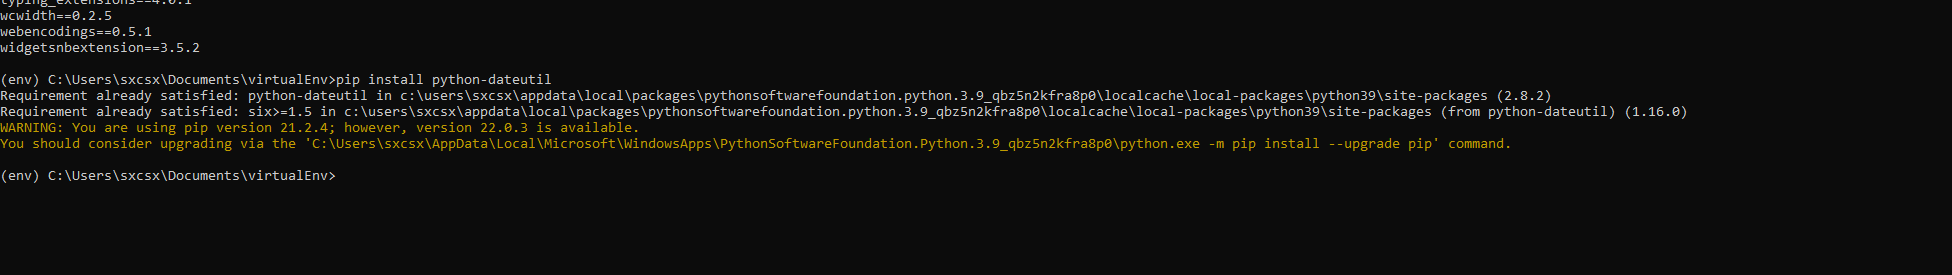 typing_extensions==4.0.1
wcwidth==0.2.5
webencodings==0.5.1
widgetsnbextension==3.5.2
(env) C:\Users\sxcsx\Documents\virtualEnv>pip install python-dateutil
Requirement already satisfied: python-dateutil in c:\users\sxcsx\appdata\local\packages\pythonsoftwarefoundation.python.3.9_qbz5n2kfra8p0\localcache\local-packages\python39\site-packages (2.8.2)
Requirement already satisfied: six>=1.5 in c:\users\sxcsx\appdata\local\packages\pythonsoftwarefoundation.python.3.9_qbz5n2kfra8p0\localcache\local-packages\python39\site-packages (from python-dateutil) (1.16.0)
WARNING: You are using pip version 21.2.4; however, version 22.0.3 is available.
You should consider upgrading via the 'C:\Users\sxcsx\AppData\Local\Microsoft\WindowsApps\PythonSoftwareFoundation.Python.3.9_qbz5n2kfra8p0\python.exe -m pip install --upgrade pip' command.
(env) C:\Users\sxcsx\Documents\virtualEnv>